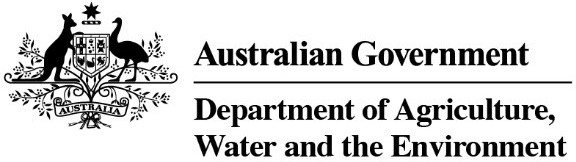 AUSTRALIA
Australian Government
Department of Agriculture,
Water and the Environment